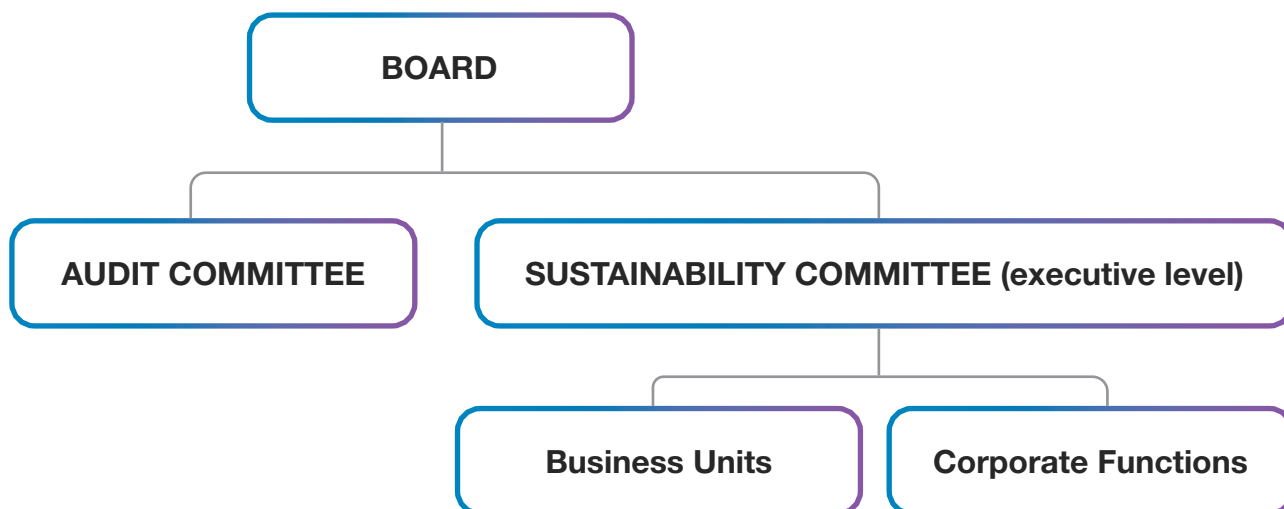 BOARD
AUDIT COMMITTEE
SUSTAINABILITY COMMITTEE (executive level)
Business Units
Corporate Functions